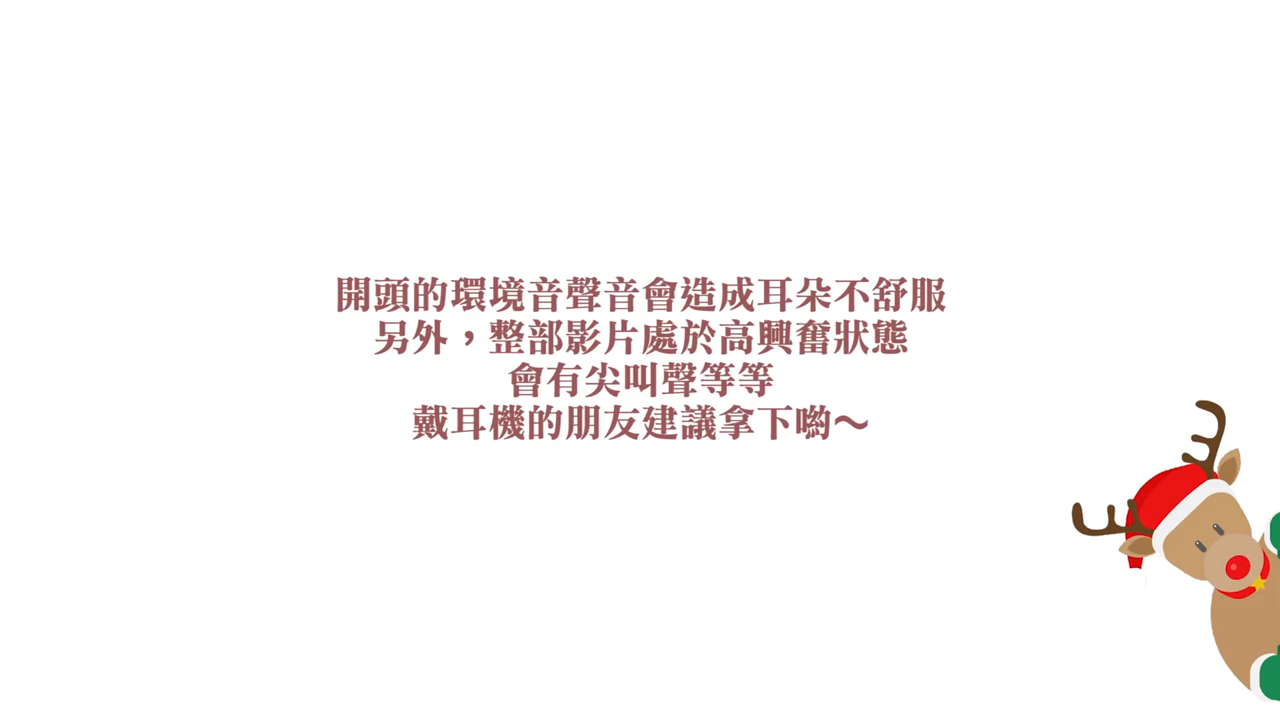 開頭的環境音聲音會造成耳朵不舒服
另外，整部影片處於高興奮狀態
會有尖叫聲等等
戴耳機的朋友建議拿下喲～